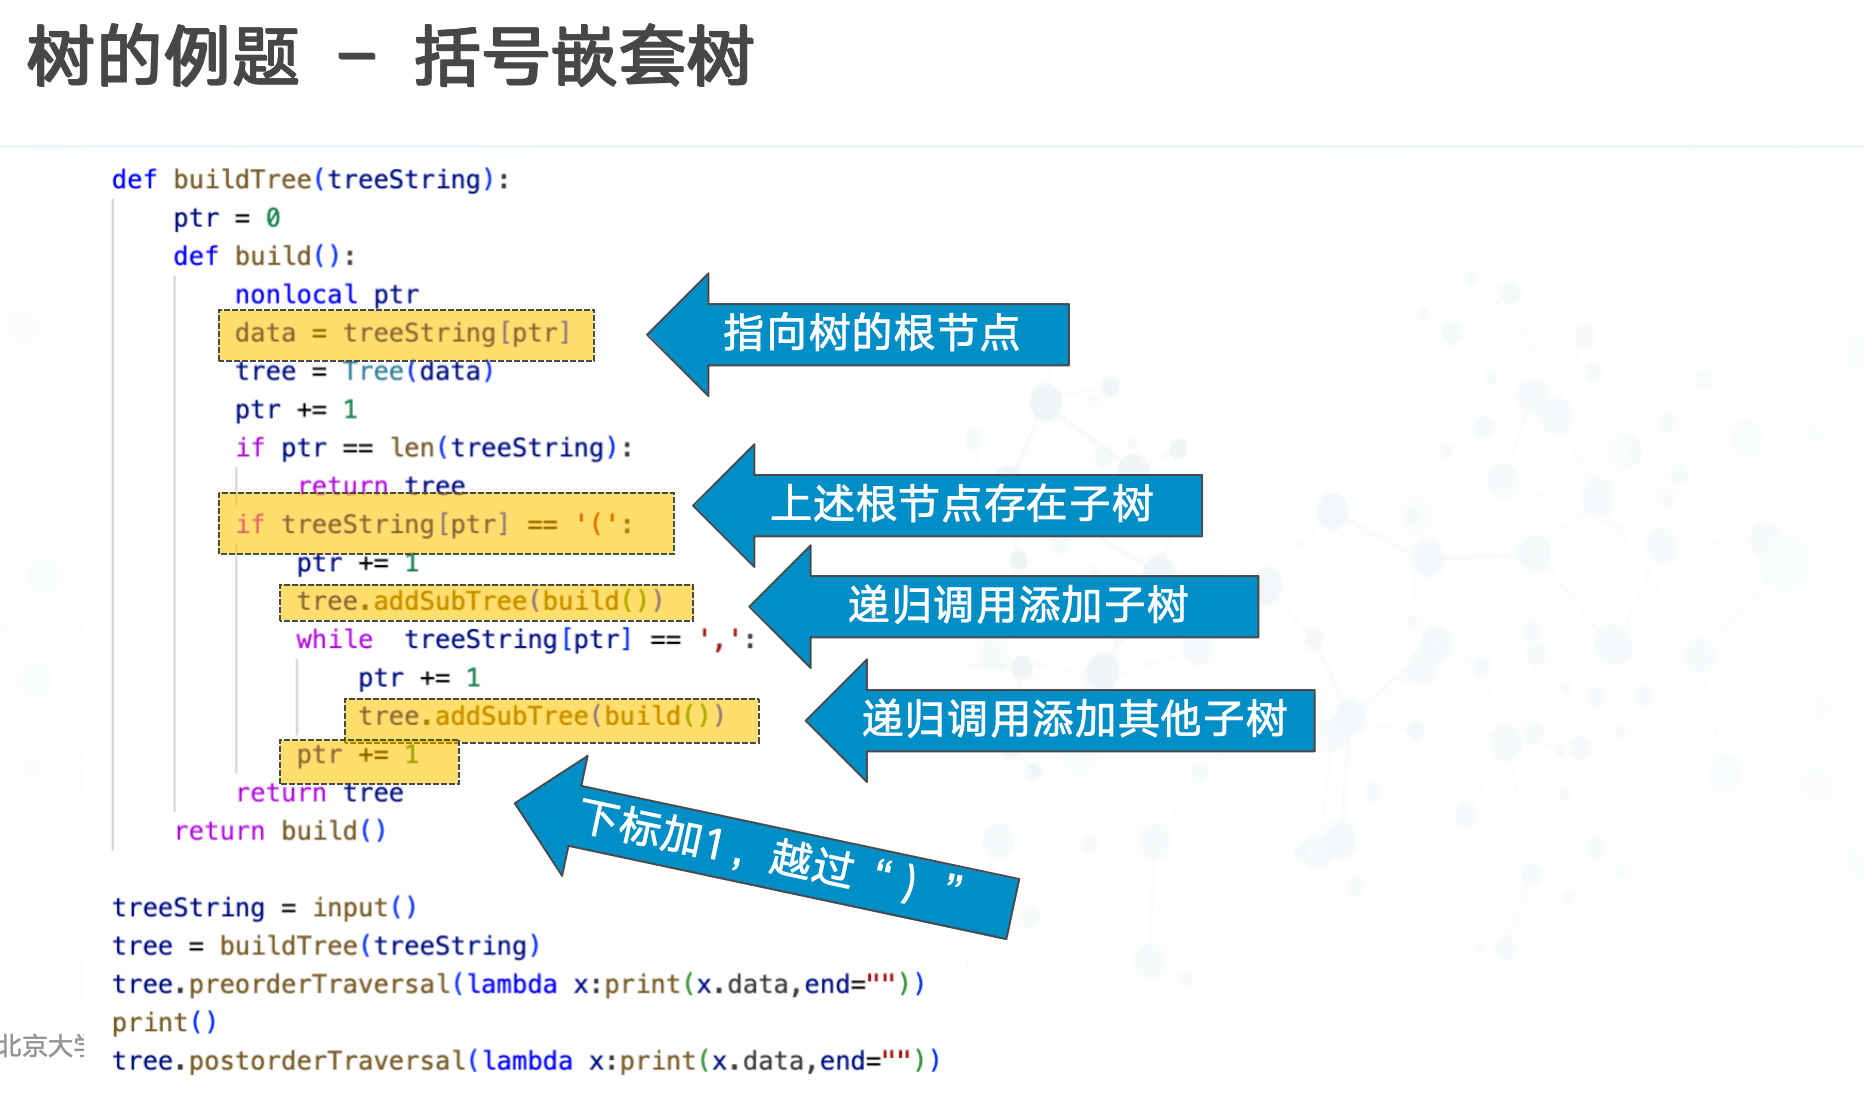 树的例题 – 括号嵌套树
def buildTree(treeString):
    ptr = 0
    def build():
        nonlocal ptr
        data = treeString[ptr]
指向树的根节点
        tree = Tree(data)
        ptr += 1
        if ptr == len(treeString):
            return tree
上述根节点存在子树
        if treeString[ptr] == '(':
            ptr += 1
            tree.addSubTree(build())
递归调用添加子树
            while  treeString[ptr] == ',':
                ptr += 1
                tree.addSubTree(build())
递归调用添加其他子树
            ptr += 1
下标加1，越过“）”
        return tree
    return build()
treeString = input()
tree = buildTree(treeString)
tree.preorderTraversal(lambda x:print(x.data,end=""))
print()
北京大
tree.postorderTraversal(lambda x:print(x.data,end=""))